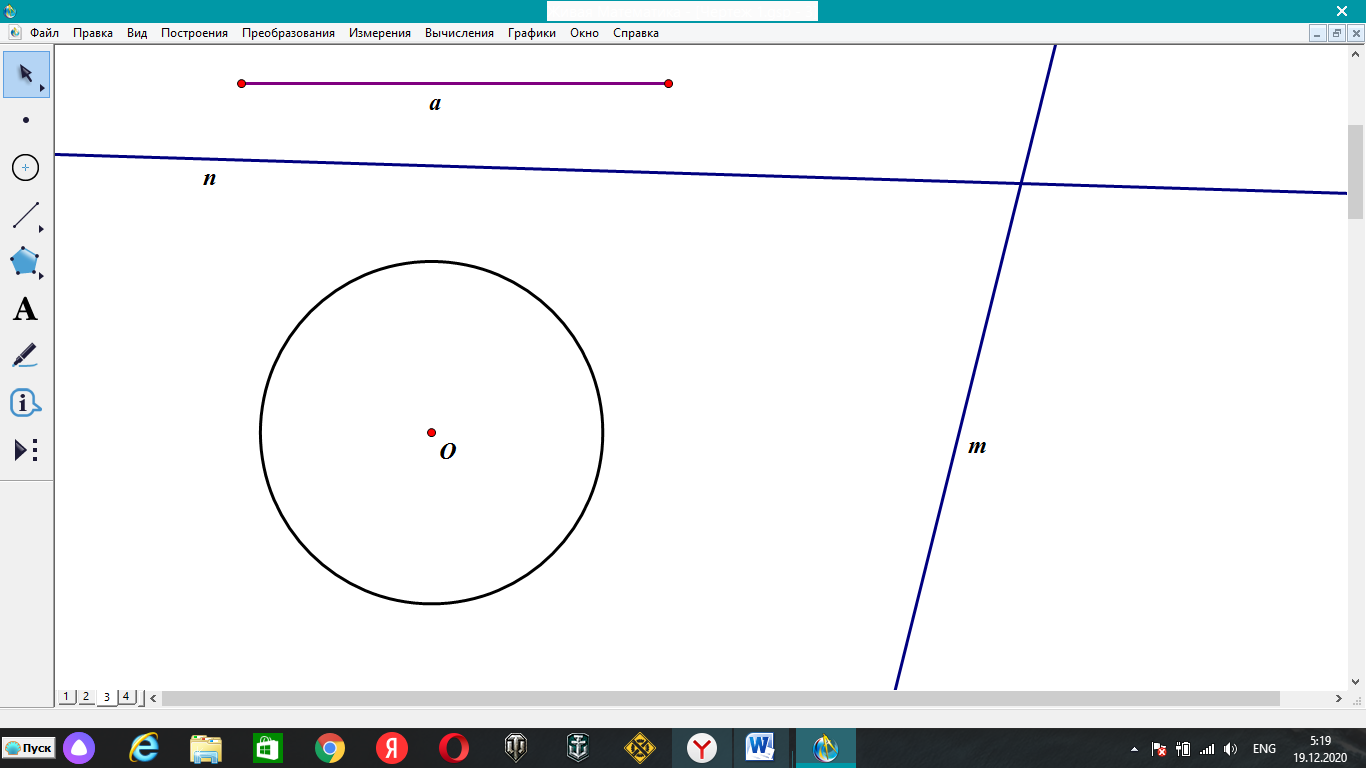 Файл Правка Вид Построения Преобразования Измерения Вычисления Графики Окно Справка
a
n
A
O
m
1 2 3 4
Пуск
ENG
5:19
19.12.2020